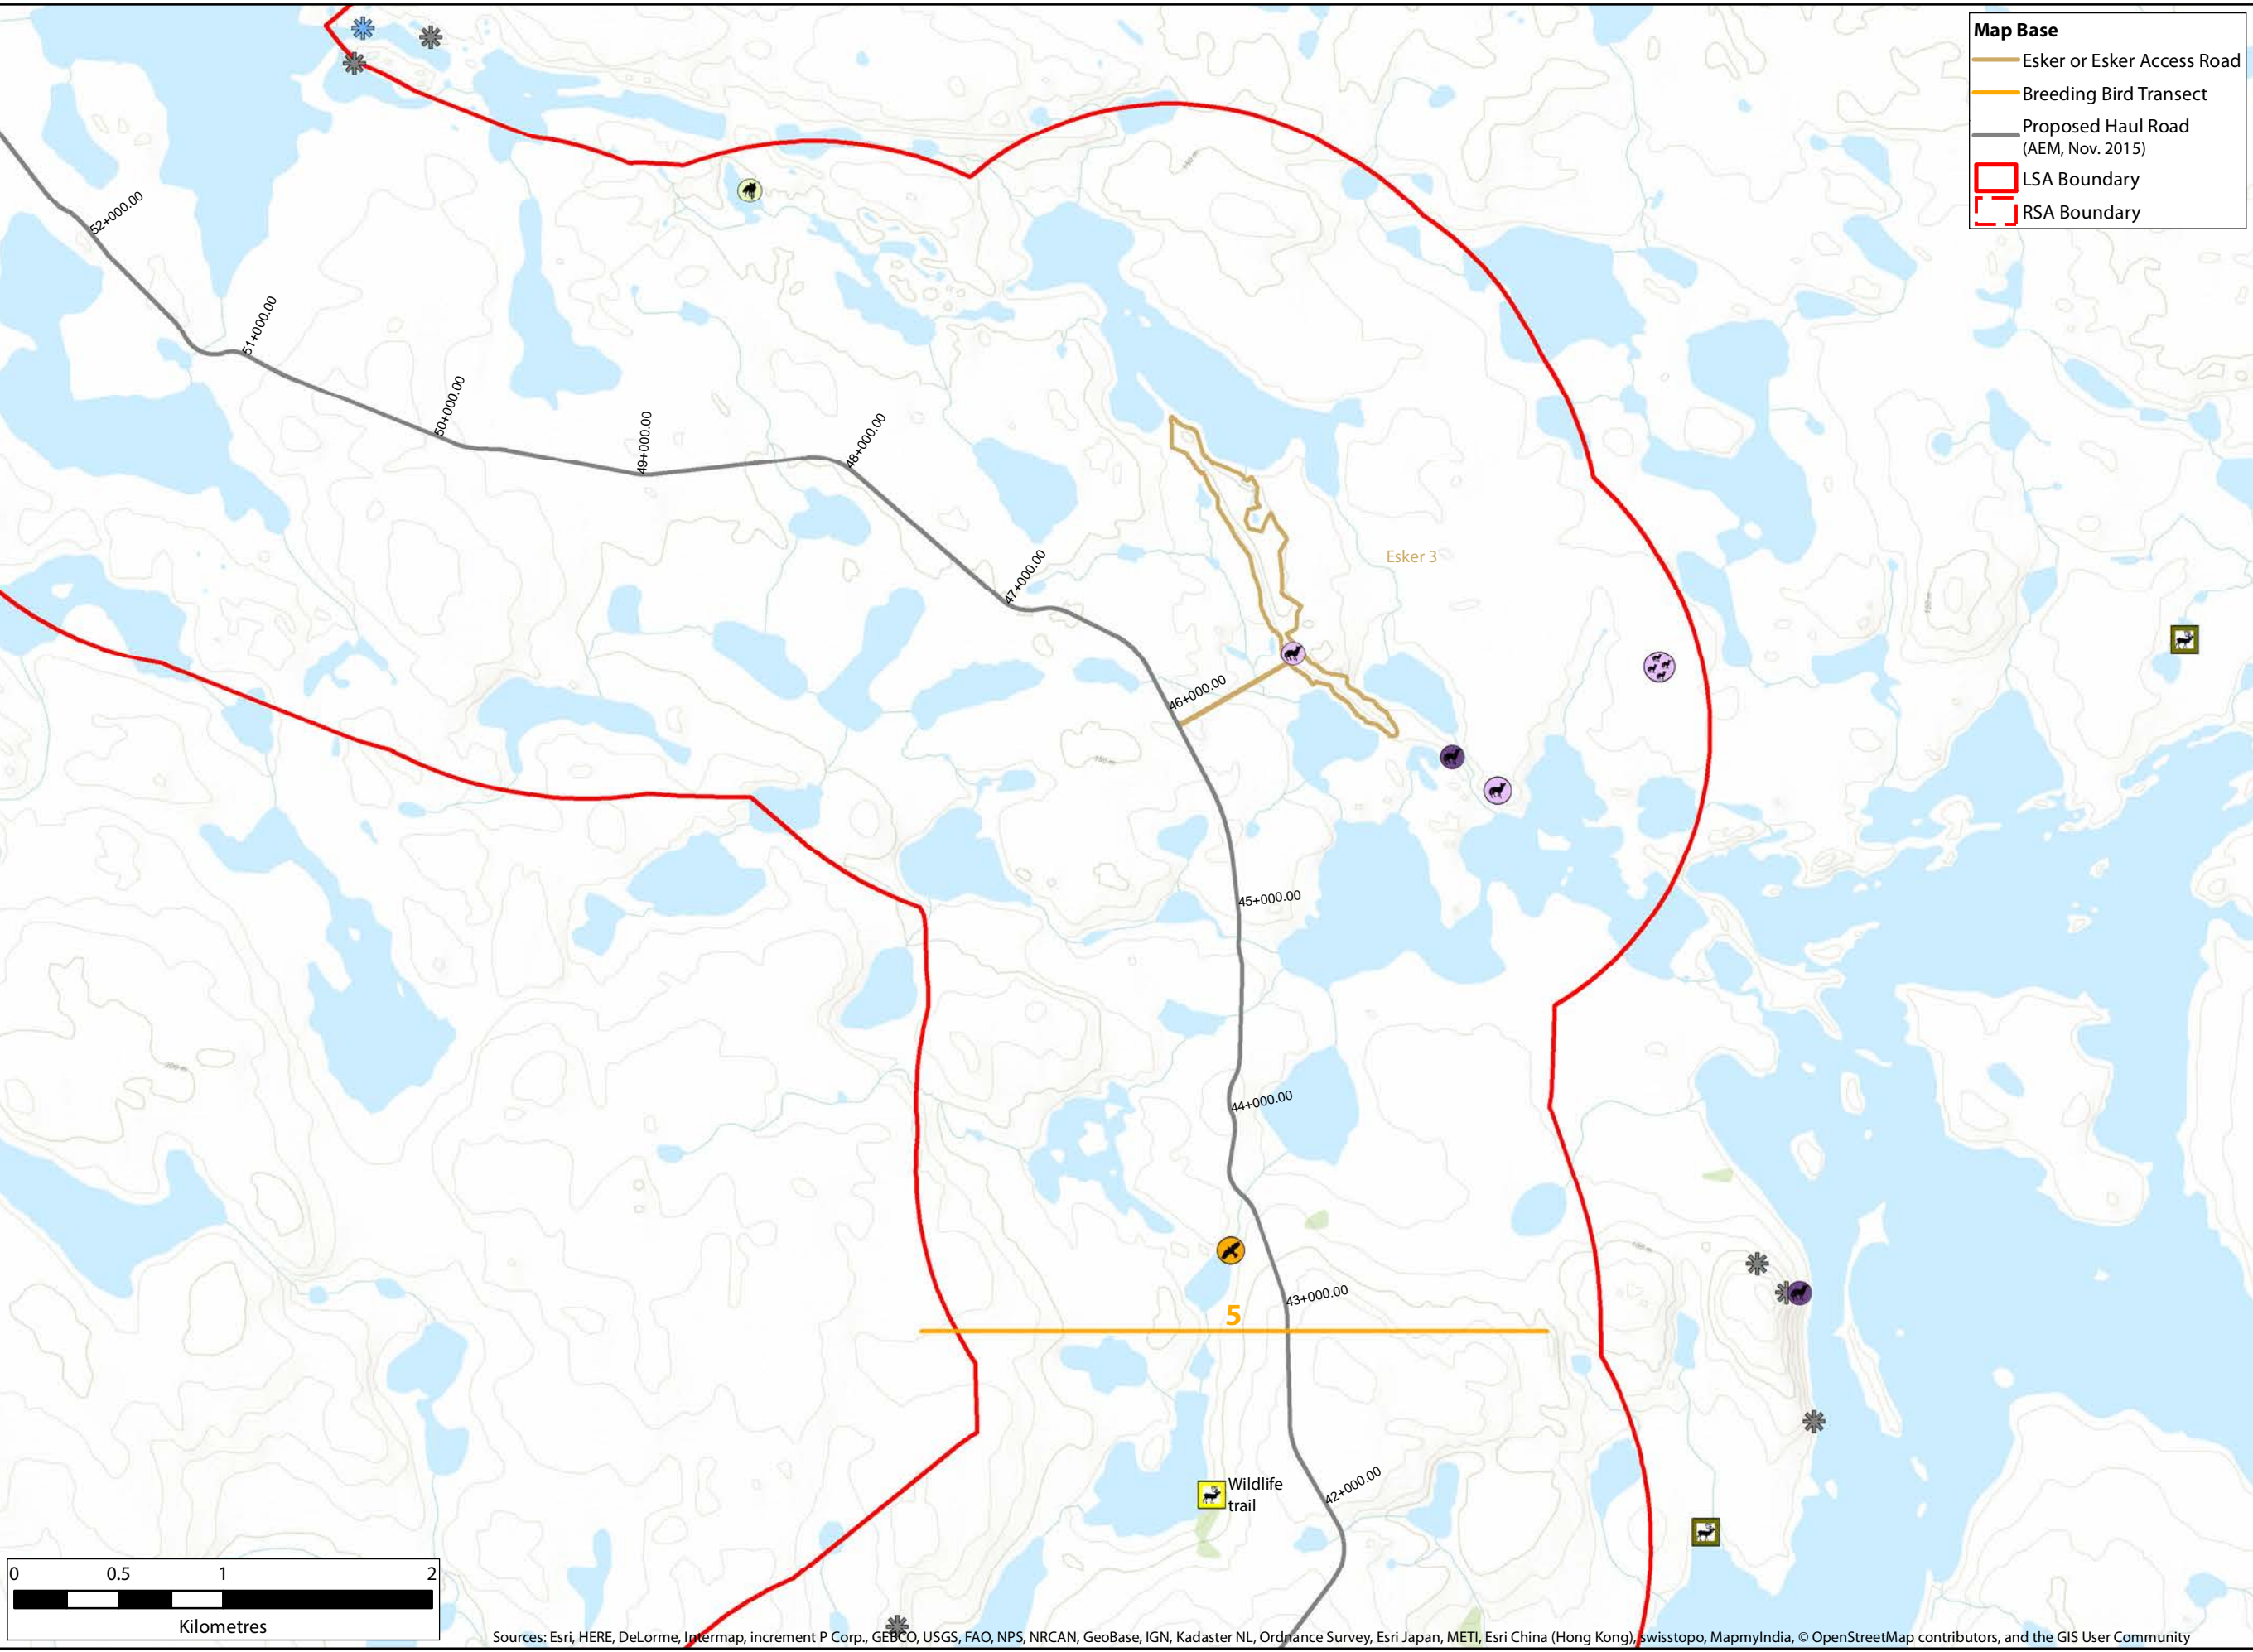 Map Base
Esker or Esker Access Road
Breeding Bird Transect
Proposed Haul Road
(AEM, Nov. 2015)
LSA Boundary
RSA Boundary
150 m
52+000.00
51+000.00
50+000.00
49+000.00
48+000.00
47+000.00
Esker 3
150 m
46+000.00
150 m
45+000.00
200 m
44+000.00
43+000.00
5
42+000.00
Wildlife
trail
0 0.5 1 2
Kilometres
Sources: Esri, HERE, DeLorme, Intermap, increment P Corp., GEBCO, USGS, FAO, NPS, NRCAN, GeoBase, IGN, Kadaster NL, Ordnance Survey, Esri Japan, METI, Esri China (Hong Kong), swisstopo, MapmyIndia, © OpenStreetMap contributors, and the GIS User Community